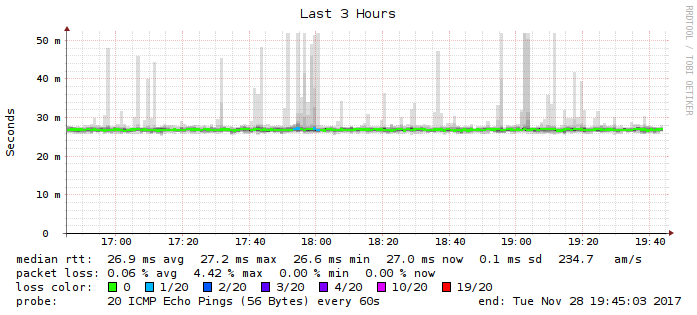 Last 3 Hours
RRDTOOL / TOBI OETIKER
Seconds
50 m
40 m
30 m
20 m
10 m
0
17:00 17:20 17:40 18:00 18:20 18:40 19:00 19:20 19:40
median rtt: 26.9 ms avg 27.2 ms max 26.6 ms min 27.0 ms now 0.1 ms sd 234.7 am/s
packet loss: 0.06 % avg 4.42 % max 0.00 % min 0.00 % now
loss color: 0 1/20 2/20 3/20 4/20 10/20 19/20
probe: 20 ICMP Echo Pings (56 Bytes) every 60s end: Tue Nov 28 19:45:03 2017